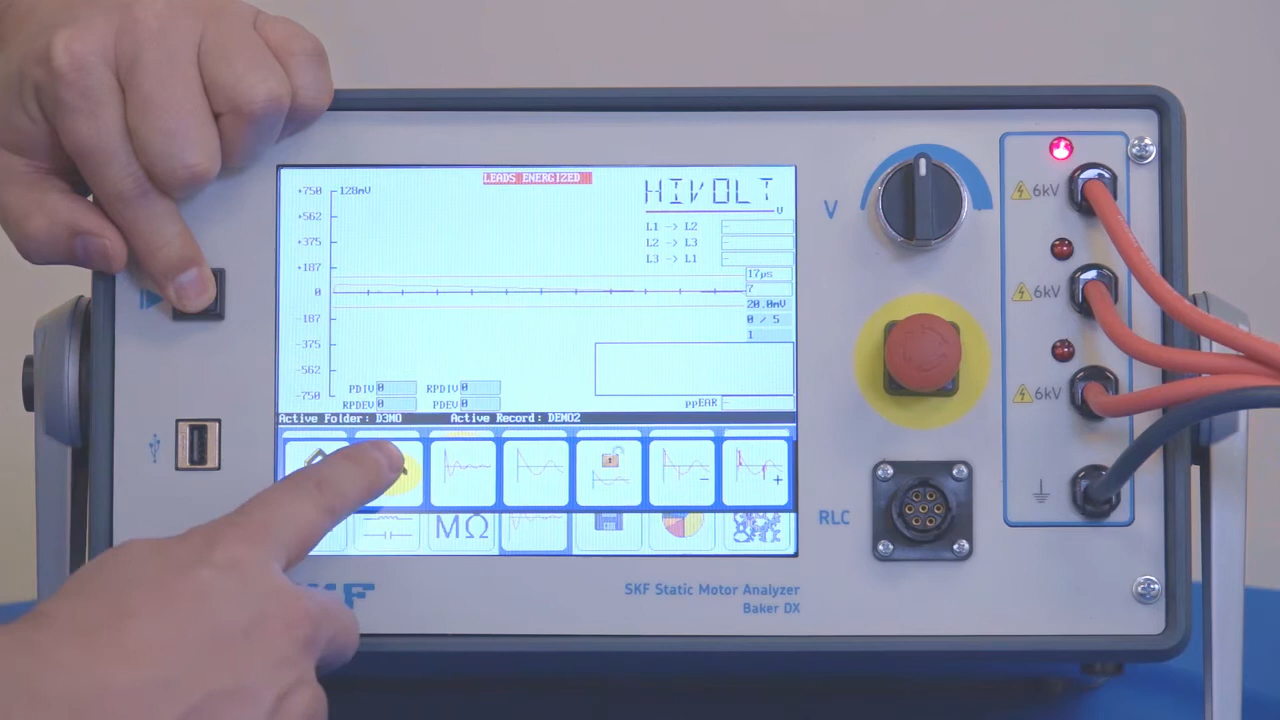 LEADS ENERGIZED
HIVOLT
V
+750
128mV
+562
+375
+187
0
-187
-375
-562
-750
L1 -> L2
L2 -> L3
L3 -> L1
17µs
7
20.0mV
0 / 5
1
PDIV 0
RPDIV 0
RPDEV 0
PDEV 0
ppEAR
Active Folder: D3MO
Active Record: DEMO2
MΩ
V
6kV
6kV
6kV
RLC
SKF Static Motor Analyzer
Baker DX